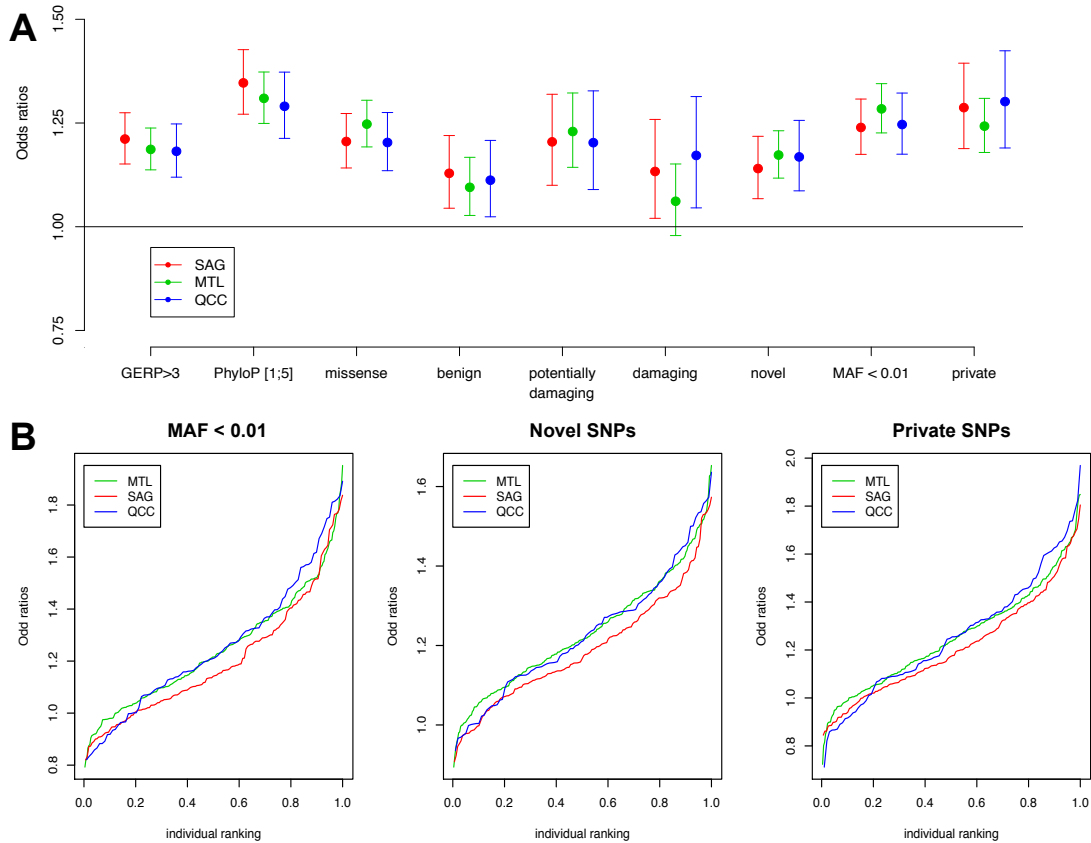 A
Odds ratios
1.50
1.25
1.00
0.75
SAG
MTL
QCC
GERP>3
PhyloP [1;5]
missense
benign
potentially
damaging
damaging
novel
MAF < 0.01
private
B
MAF < 0.01
Odd ratios
1.8
1.6
1.4
1.2
1.0
0.8
MTL
SAG
QCC
0.0 0.2 0.4 0.6 0.8 1.0
individual ranking
Novel SNPs
Odd ratios
1.6
1.4
1.2
1.0
MTL
SAG
QCC
0.0 0.2 0.4 0.6 0.8 1.0
individual ranking
Private SNPs
Odd ratios
2.0
1.8
1.6
1.4
1.2
1.0
0.8
MTL
SAG
QCC
0.0 0.2 0.4 0.6 0.8 1.0
individual ranking